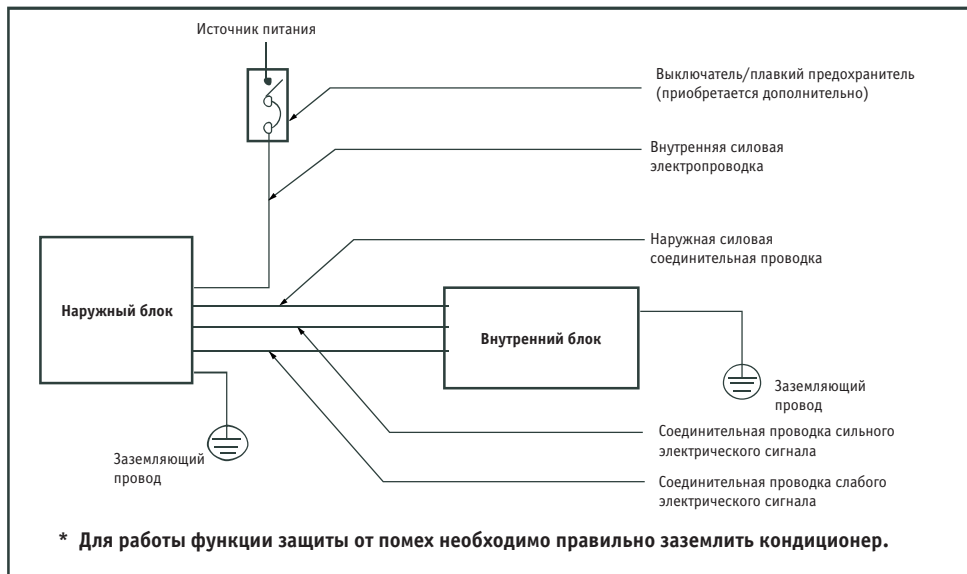 Источник питания
Выключатель/плавкий предохранитель
(приобретается дополнительно)
Внутренняя силовая
электропроводка
Наружная силовая
соединительная проводка
Наружный блок
Внутренний блок
Заземляющий
провод
Соединительная проводка сильного
электрического сигнала
Заземляющий
провод
Соединительная проводка слабого
электрического сигнала
* Для работы функции защиты от помех необходимо правильно заземлить кондиционер.